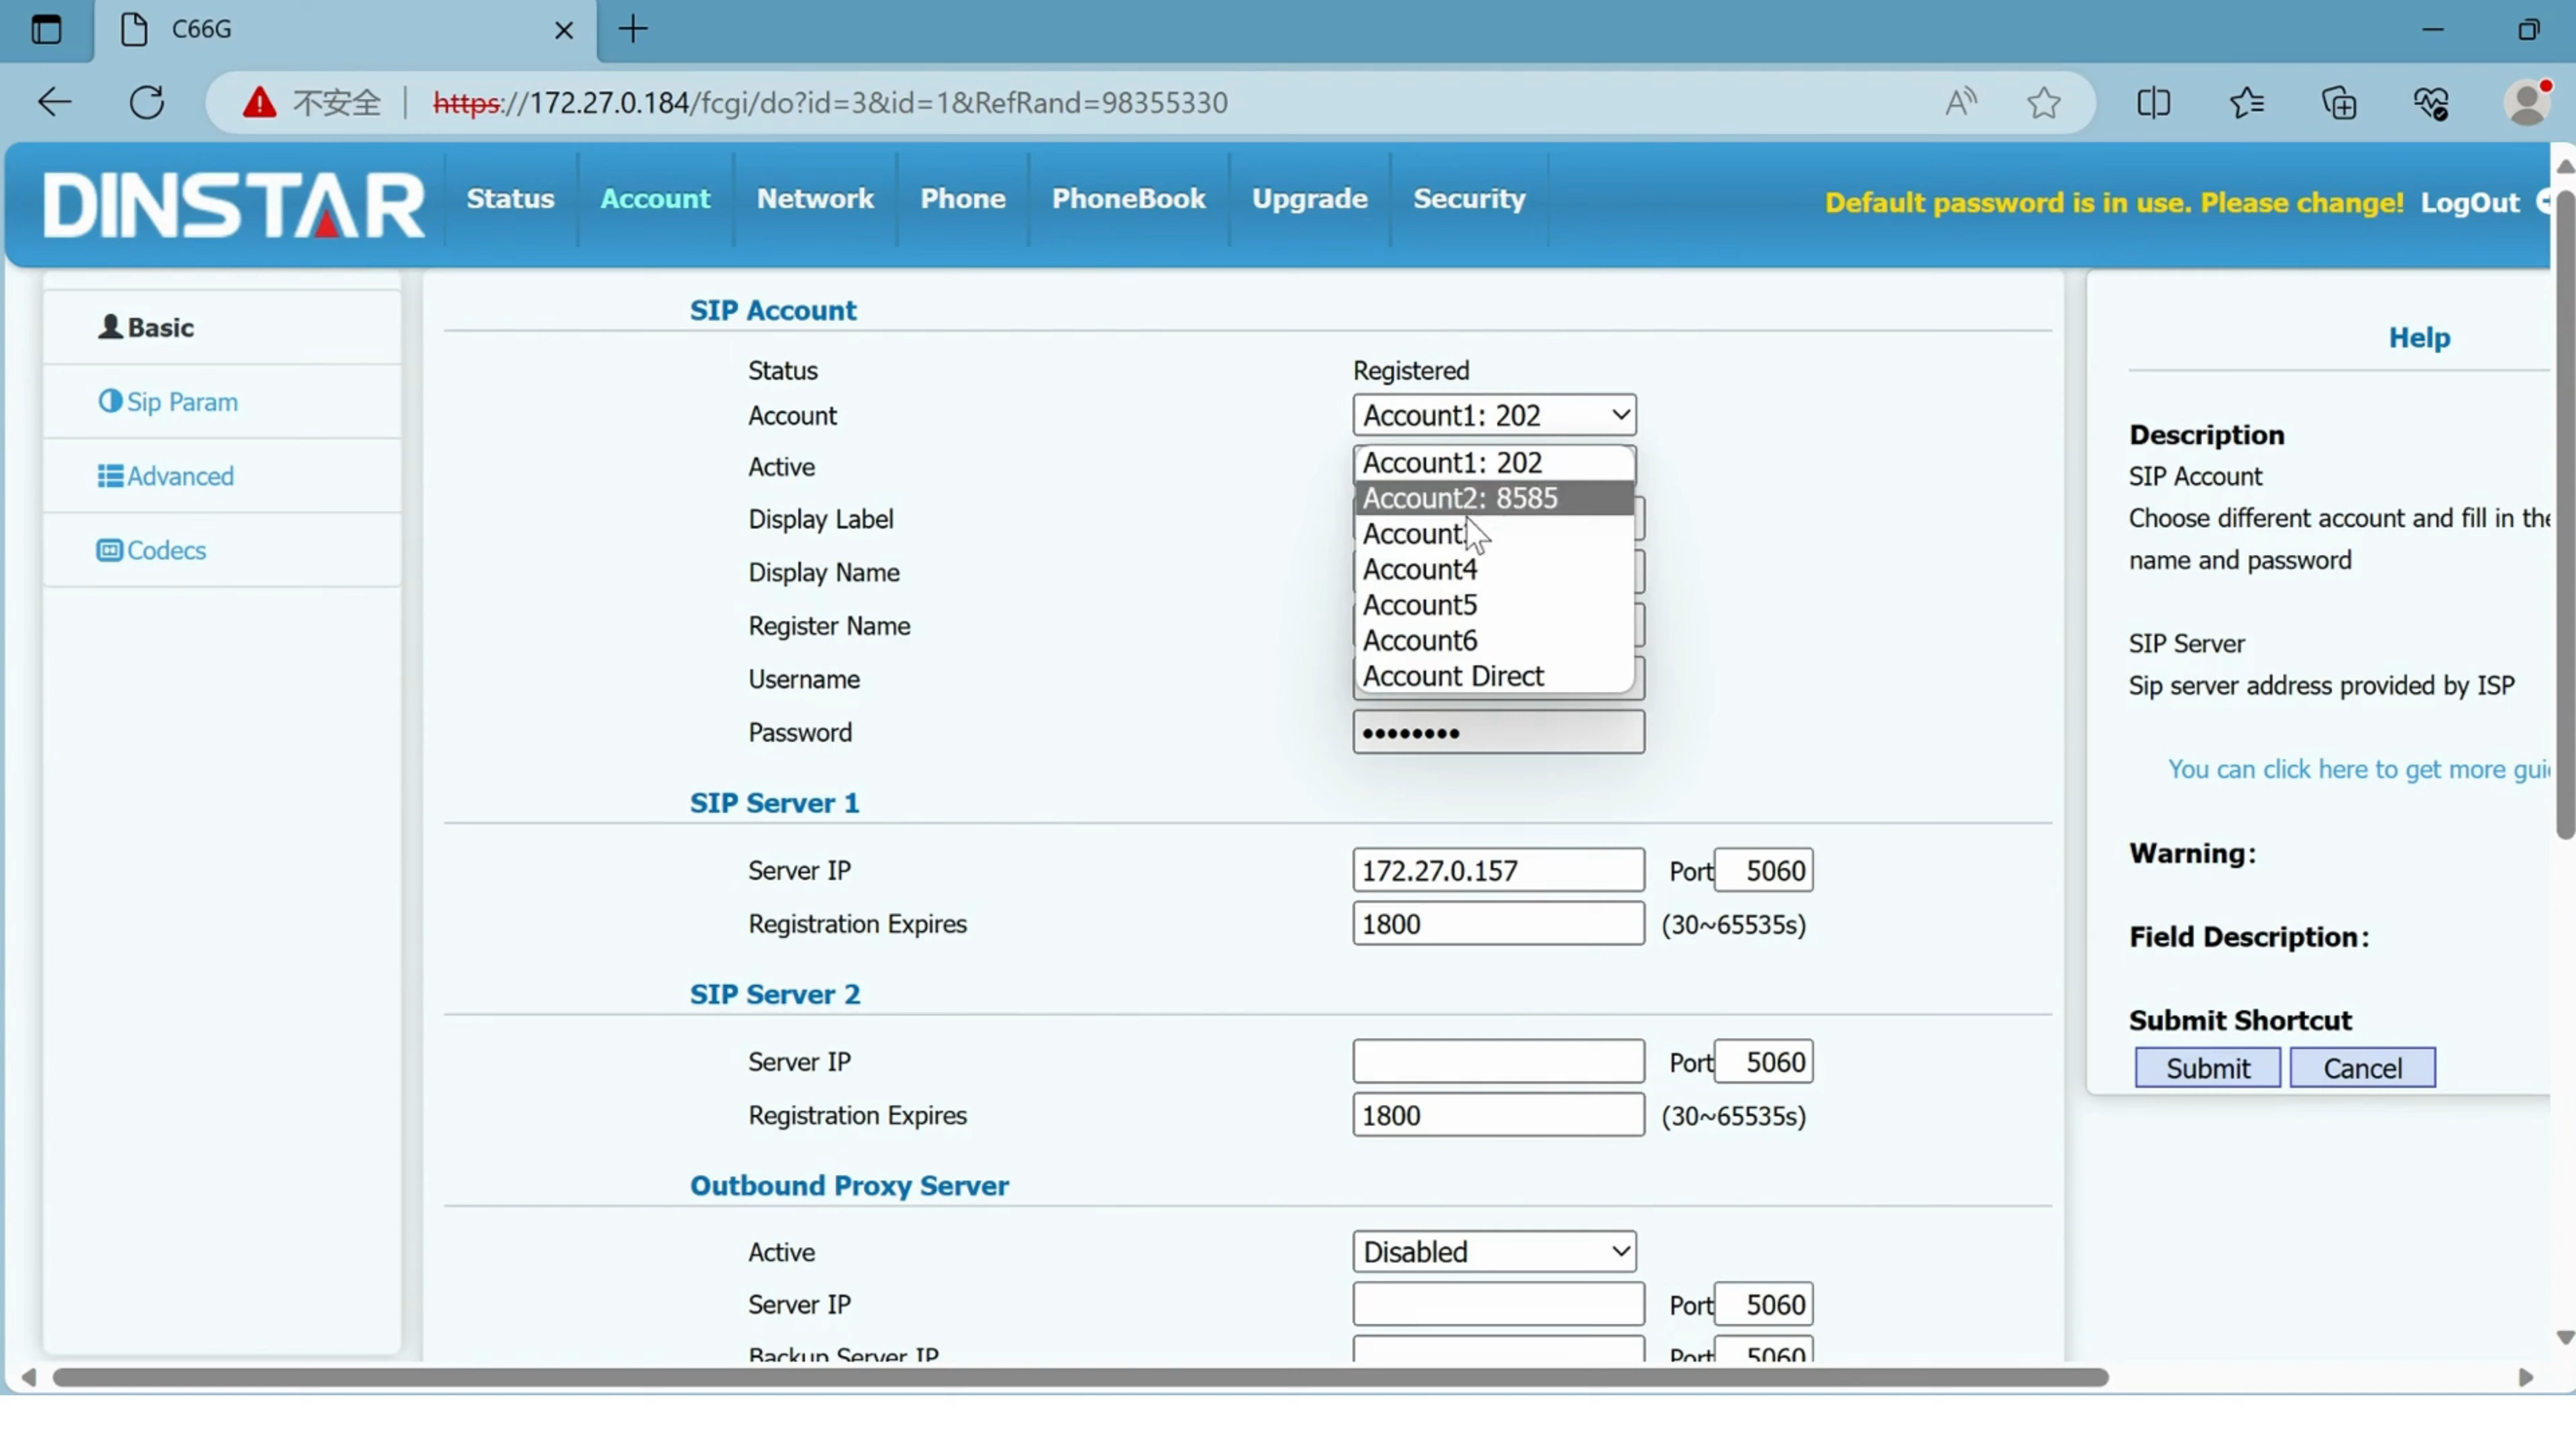 C66G
不安全 | https://172.27.0.184/fcgi/do?id=3&id=1&RefRand=98355330
DINSTAR
Status Account Network Phone PhoneBook Upgrade Security
Default password is in use. Please change! LogOut
Basic
Sip Param
Advanced
Codecs
SIP Account
Status Registered
Account Account1: 202
Active
Account1: 202
Account2: 8585
Account
Account4
Account5
Account6
Account Direct
Display Label
Display Name
Register Name
Username
Password ••••••••
SIP Server 1
Server IP 172.27.0.157 Port 5060
Registration Expires 1800 (30~65535s)
SIP Server 2
Server IP Port 5060
Registration Expires 1800 (30~65535s)
Outbound Proxy Server
Active Disabled
Server IP Port 5060
Backup Server IP Port 5060
Help
Description
SIP Account
Choose different account and fill in the
name and password
SIP Server
Sip server address provided by ISP
You can click here to get more gui
Warning:
Field Description:
Submit Shortcut
Submit Cancel